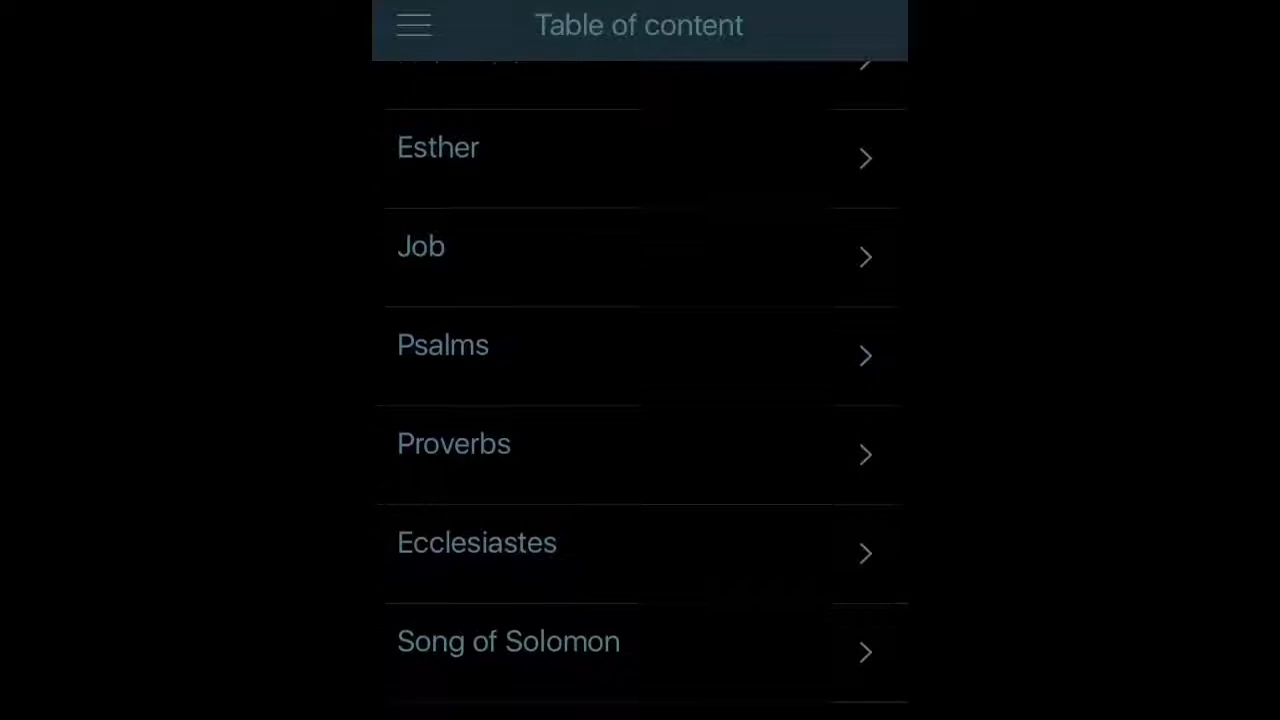 Table of content
Esther
Job
Psalms
Proverbs
Ecclesiastes
Song of Solomon